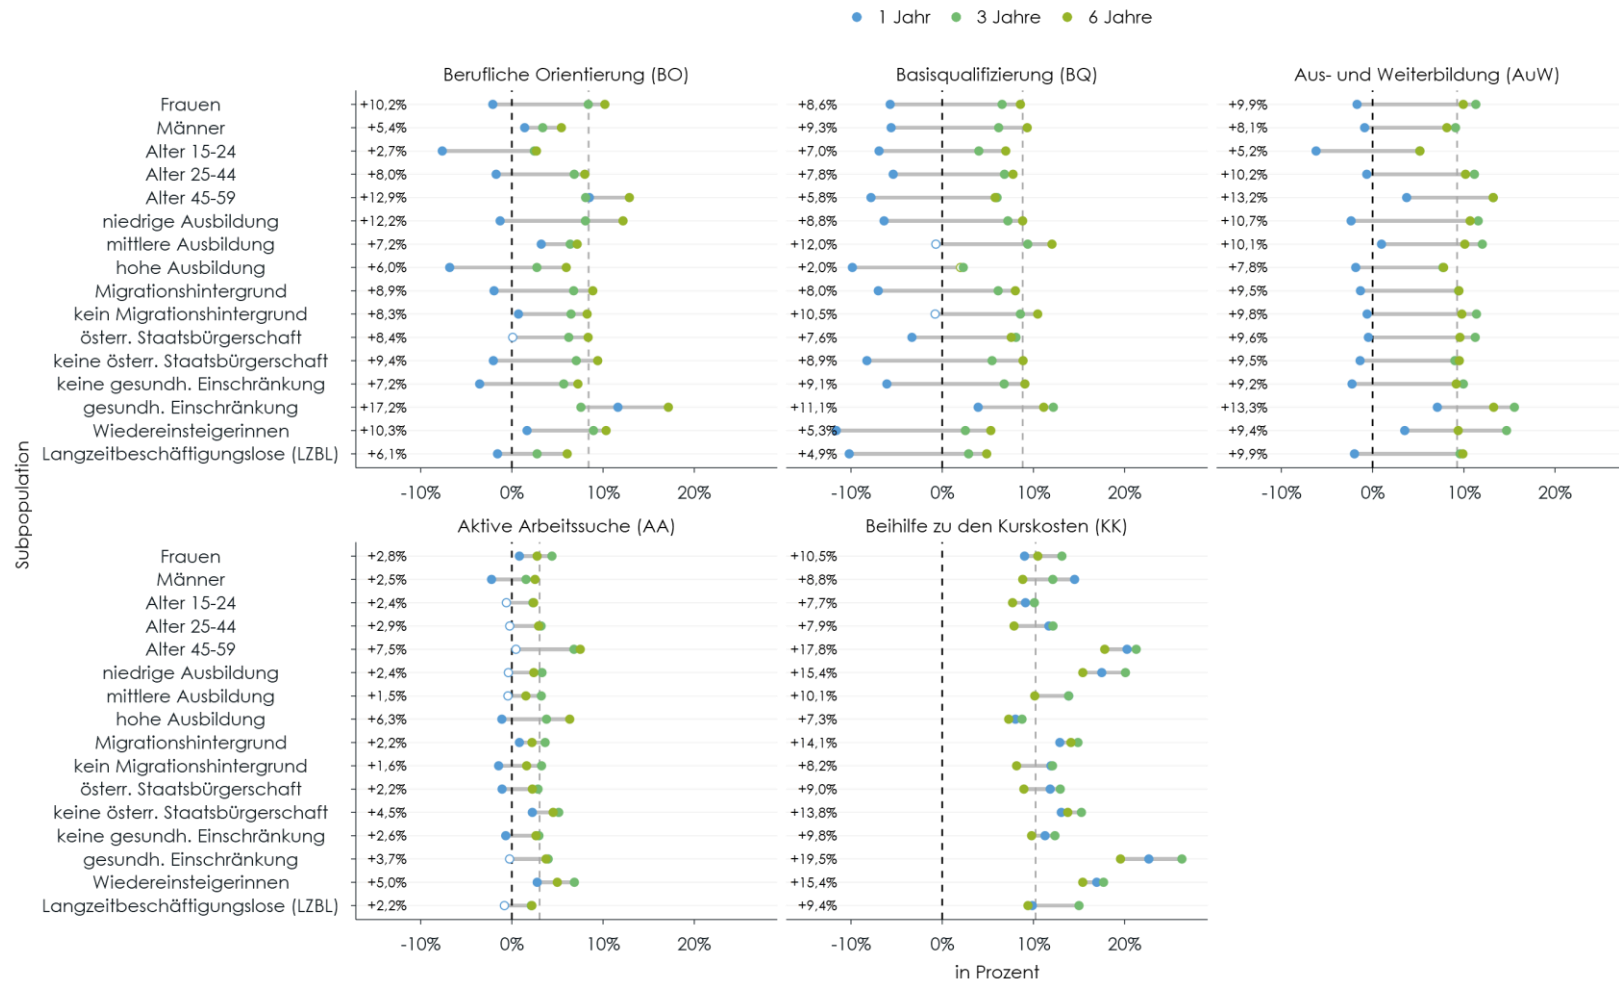 1 Jahr 3 Jahre 6 Jahre
Berufliche Orientierung (BO) Basisqualifizierung (BQ) Aus- und Weiterbildung (AuW)
Frauen +10,2% +8,6% +9,9%
Männer +5,4% +9,3% +8,1%
Alter 15-24 +2,7% +7,0% +5,2%
Alter 25-44 +8,0% +7,8% +10,2%
Alter 45-59 +12,9% +5,8% +13,2%
niedrige Ausbildung +12,2% +8,8% +10,7%
mittlere Ausbildung +7,2% +12,0% +10,1%
hohe Ausbildung +6,0% +2,0% +7,8%
Migrationshintergrund +8,9% +8,0% +9,5%
kein Migrationshintergrund +8,3% +10,5% +9,8%
österr. Staatsbürgerschaft +8,4% +7,6% +9,6%
keine österr. Staatsbürgerschaft +9,4% +8,9% +9,5%
keine gesundh. Einschränkung +7,2% +9,1% +9,2%
gesundh. Einschränkung +17,2% +11,1% +13,3%
Wiedereinsteigerinnen +10,3% +5,3% +9,4%
Langzeitbeschäftigungslose (LZBL) +6,1% +4,9% +9,9%
-10% 0% 10% 20% -10% 0% 10% 20% -10% 0% 10% 20%
Subpopulation
Aktive Arbeitssuche (AA) Beihilfe zu den Kurskosten (KK)
Frauen +2,8% +10,5%
Männer +2,5% +8,8%
Alter 15-24 +2,4% +7,7%
Alter 25-44 +2,9% +7,9%
Alter 45-59 +7,5% +17,8%
niedrige Ausbildung +2,4% +15,4%
mittlere Ausbildung +1,5% +10,1%
hohe Ausbildung +6,3% +7,3%
Migrationshintergrund +2,2% +14,1%
kein Migrationshintergrund +1,6% +8,2%
österr. Staatsbürgerschaft +2,2% +9,0%
keine österr. Staatsbürgerschaft +4,5% +13,8%
keine gesundh. Einschränkung +2,6% +9,8%
gesundh. Einschränkung +3,7% +19,5%
Wiedereinsteigerinnen +5,0% +15,4%
Langzeitbeschäftigungslose (LZBL) +2,2% +9,4%
-10% 0% 10% 20% -10% 0% 10% 20%
in Prozent